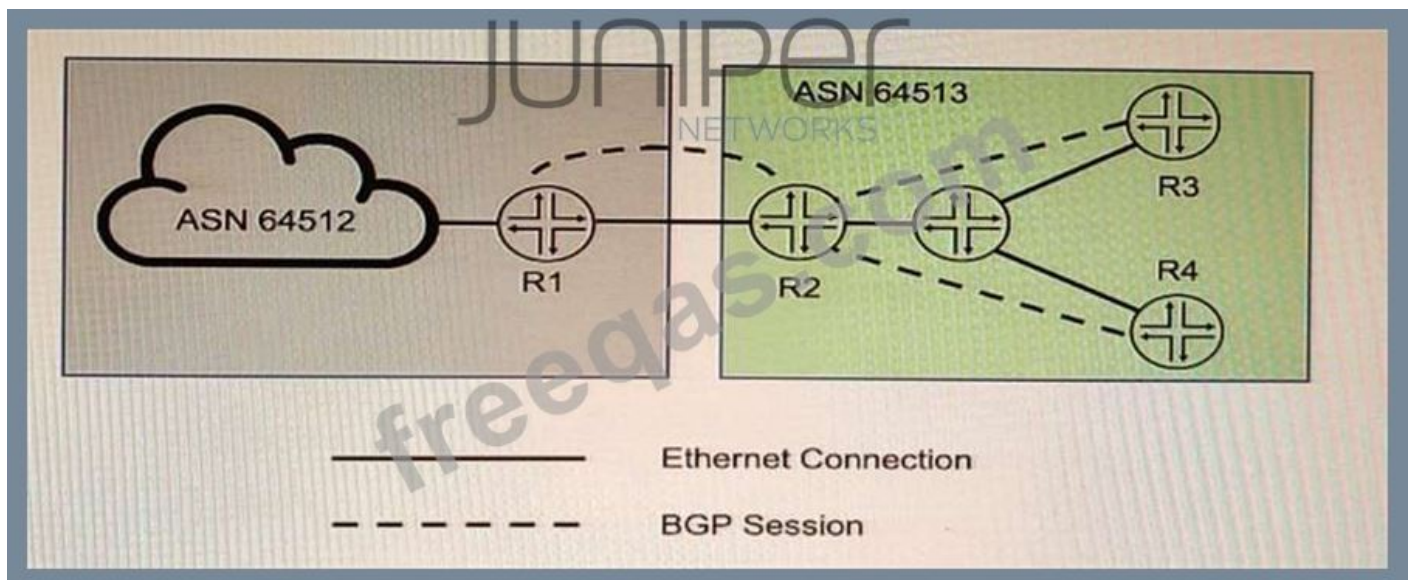 JUNIPER
NETWORKS
ASN 64513
ASN 64512
R1
R2
R3
R4
freeqas.com
Ethernet Connection
BGP Session